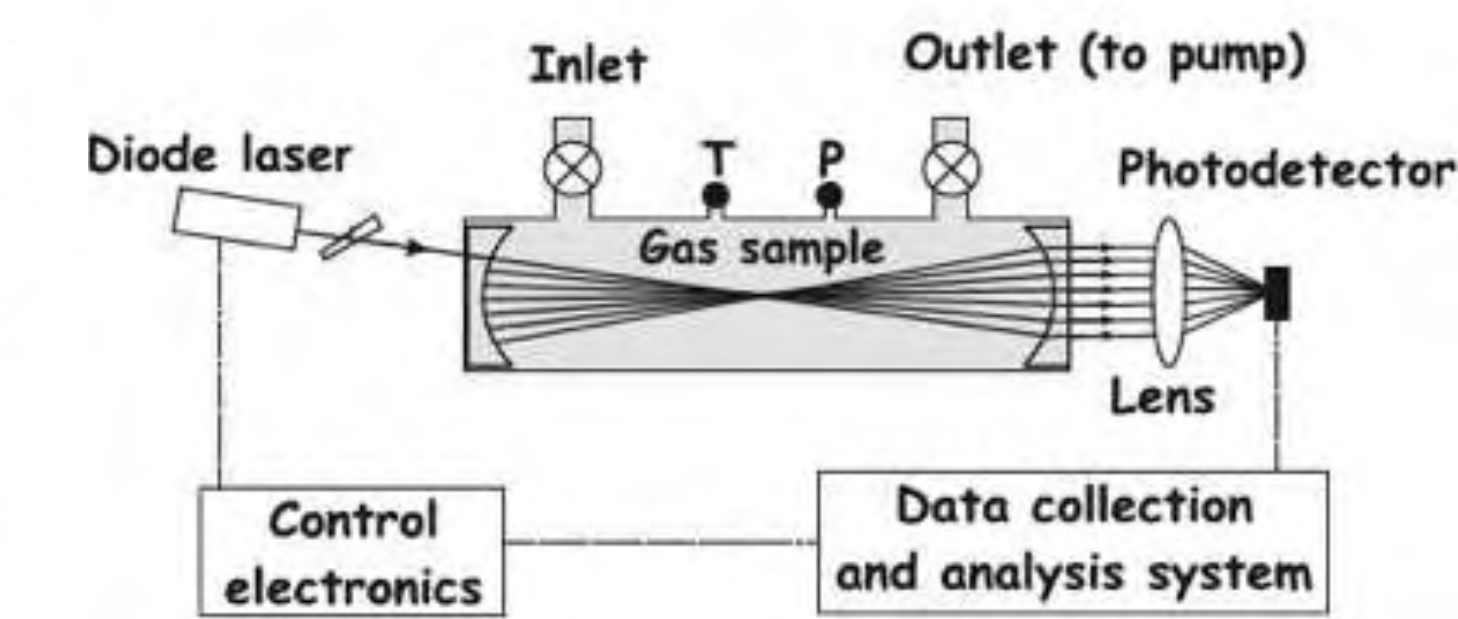 Inlet
Outlet (to pump)
Diode laser
T
P
Photodetector
Gas sample
Lens
Control
electronics
Data collection
and analysis system